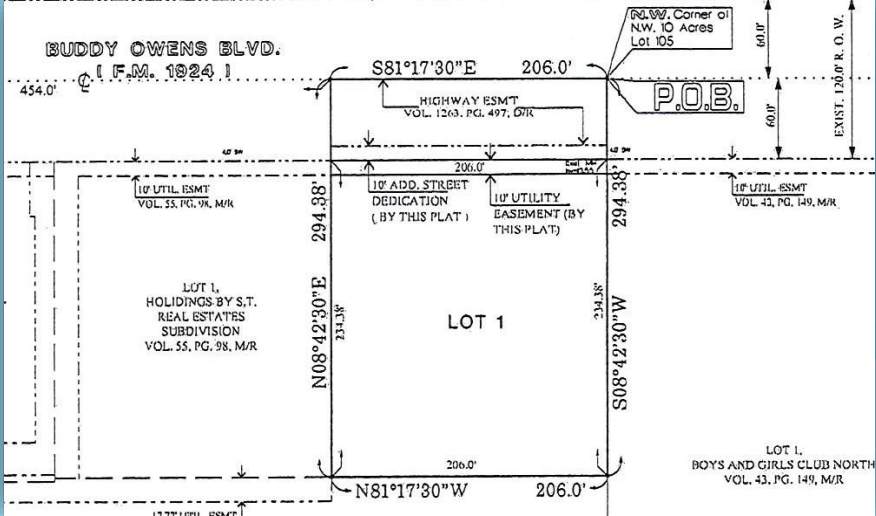 N.W. Corner of
N.W. 10 Acres
Lot 105
60.0'
EXIST. 120.0' R. O. W.
BUDDY OWENS BLVD.
( F.M. 1924 )
454.0'
S81°17'30"E 206.0'
P.O.B.
60.0'
HIGHWAY ESM'T
VOL. 1263, PG. 497, D/R
206.0'
10' UTIL. ESMT
VOL. 55, PG. 98, M/R
10' ADD. STREET
DEDICATION
( BY THIS PLAT )
10' UTILITY
EASEMENT (BY
THIS PLAT)
10' UTIL. ESMT
VOL. 43, PG. 149, M/R
294.38'
N08°42'30"E
234.38'
294.38'
S08°42'30"W
234.38'
LOT 1,
HOLIDINGS BY S.T.
REAL ESTATES
SUBDIVISION
VOL. 55, PG. 98, M/R
LOT 1
LOT 1,
BOYS AND GIRLS CLUB NORTH
VOL. 43, PG. 149, M/R
206.0'
N81°17'30"W 206.0'